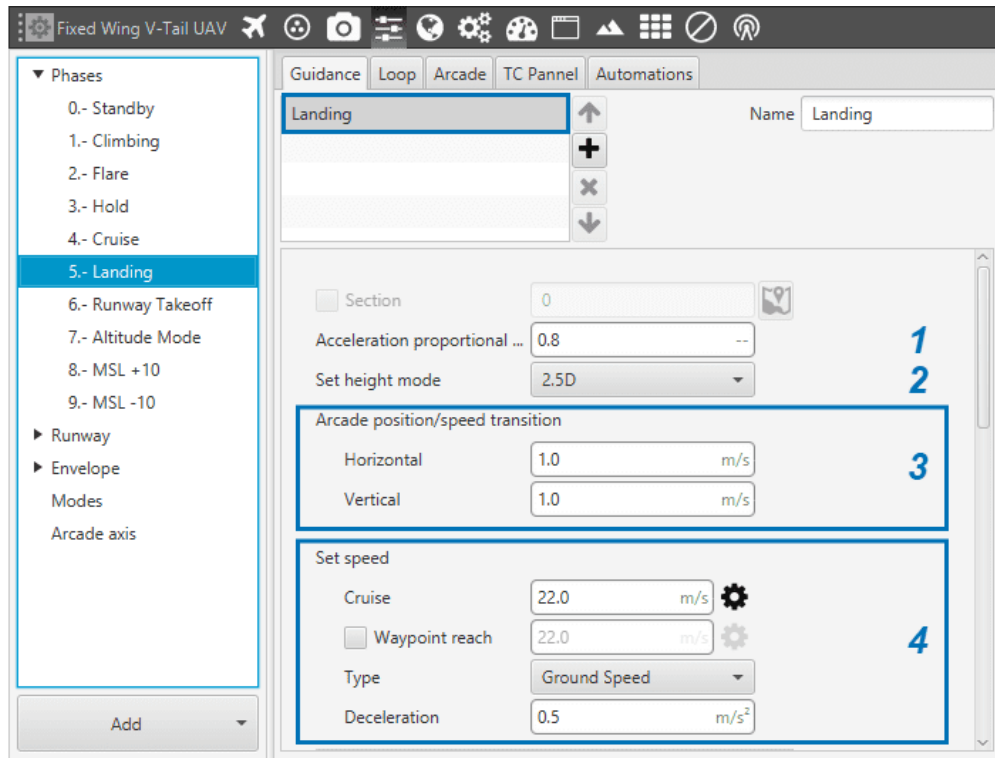 Fixed Wing V-Tail UAV
Phases
0.- Standby
1.- Climbing
2.- Flare
3.- Hold
4.- Cruise
5.- Landing
6.- Runway Takeoff
7.- Altitude Mode
8.- MSL +10
9.- MSL -10
Runway
Envelope
Modes
Arcade axis
Add
Guidance Loop Arcade TC Pannel Automations
Landing
Name Landing
Section 0
Acceleration proportional ... 0.8 -- 1
Set height mode 2.5D 2
Arcade position/speed transition
Horizontal 1.0 m/s 3
Vertical 1.0 m/s
Set speed
Cruise 22.0 m/s
Waypoint reach 22.0 m/s 4
Type Ground Speed
Deceleration 0.5 m/s²